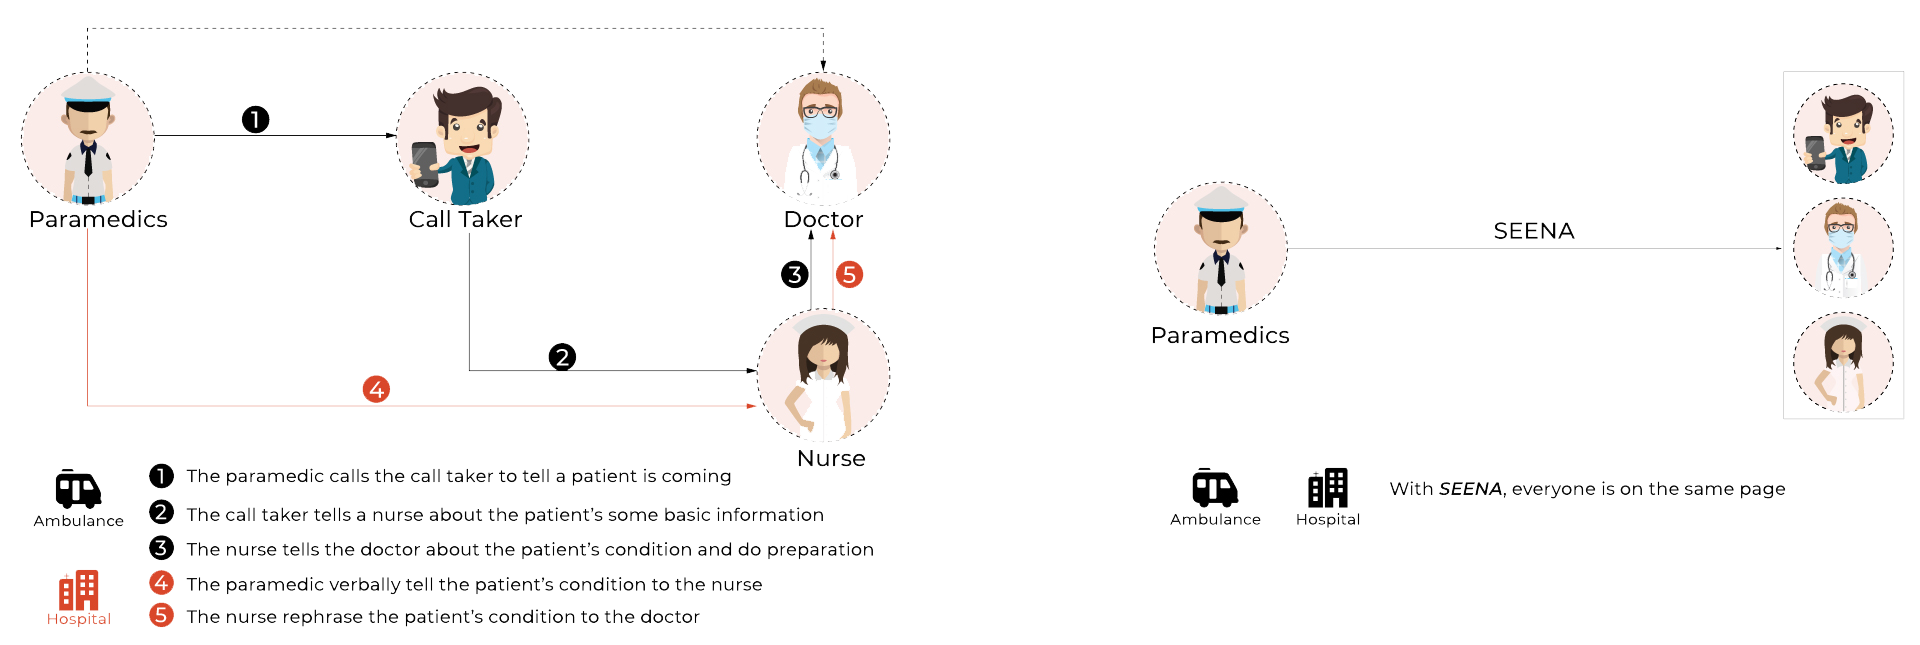 1
Paramedics
Call Taker
Doctor
3
5
2
4
Nurse
Ambulance
1 The paramedic calls the call taker to tell a patient is coming
2 The call taker tells a nurse about the patient's some basic information
3 The nurse tells the doctor about the patient's condition and do preparation
Hospital
4 The paramedic verbally tell the patient's condition to the nurse
5 The nurse rephrase the patient's condition to the doctor
SEENA
Paramedics
Ambulance
Hospital
With SEENA, everyone is on the same page